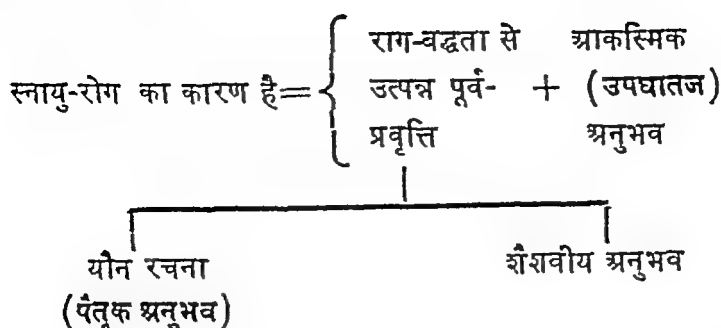 राग-बद्धता से आकस्मिक
स्नायु-रोग का कारण है= { उत्पन्न पूर्व- + (उपघातज)
प्रवृत्ति अनुभव
यौन रचना शैशवीय अनुभव
(पैतृक अनुभव)